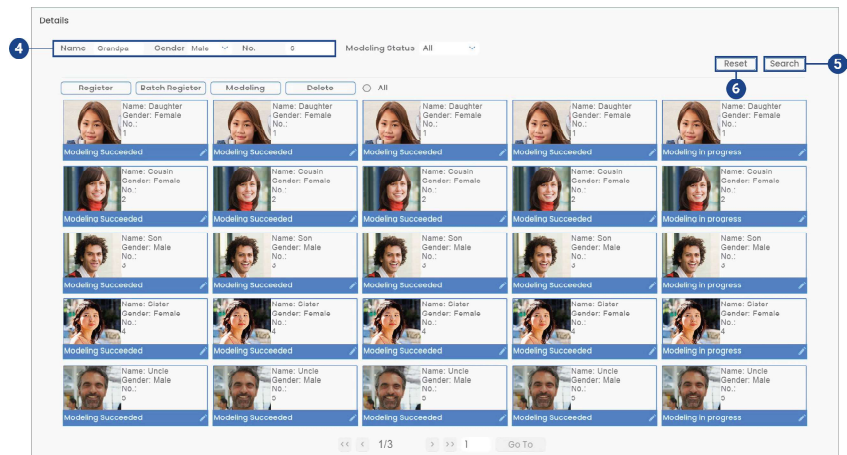 Details
4
Name Grandpa Gender Male No. 6 Modeling Status All
Reset Search 5
6
Register Batch Register Modeling Delete All
Name: Daughter Name: Daughter Name: Daughter Name: Daughter Name: Daughter
Gender: Female Gender: Female Gender: Female Gender: Female Gender: Female
No.: No.: No.: No.: No.:
1 1 1 1 1
Modeling Succeeded Modeling Succeeded Modeling Succeeded Modeling Succeeded Modeling in progress
Name: Cousin Name: Cousin Name: Cousin Name: Cousin Name: Cousin
Gender: Female Gender: Female Gender: Female Gender: Female Gender: Female
No.: No.: No.: No.: No.:
2 2 2 2 2
Modeling Succeeded Modeling Succeeded Modeling Succeeded Modeling Succeeded Modeling in progress
Name: Son Name: Son Name: Son Name: Son Name: Son
Gender: Male Gender: Male Gender: Male Gender: Male Gender: Male
No.: No.: No.: No.: No.:
3 3 3 3 3
Modeling Succeeded Modeling Succeeded Modeling Succeeded Modeling Succeeded Modeling in progress
Name: Sister Name: Sister Name: Sister Name: Sister Name: Sister
Gender: Female Gender: Female Gender: Female Gender: Female Gender: Female
No.: No.: No.: No.: No.:
4 4 4 4 4
Modeling Succeeded Modeling Succeeded Modeling Succeeded Modeling Succeeded Modeling in progress
Name: Uncle Name: Uncle Name: Uncle Name: Uncle Name: Uncle
Gender: Male Gender: Male Gender: Male Gender: Male Gender: Male
No.: No.: No.: No.: No.:
5 5 5 5 5
Modeling Succeeded Modeling Succeeded Modeling Succeeded Modeling Succeeded Modeling in progress
<< < 1/3 > >> 1 Go To